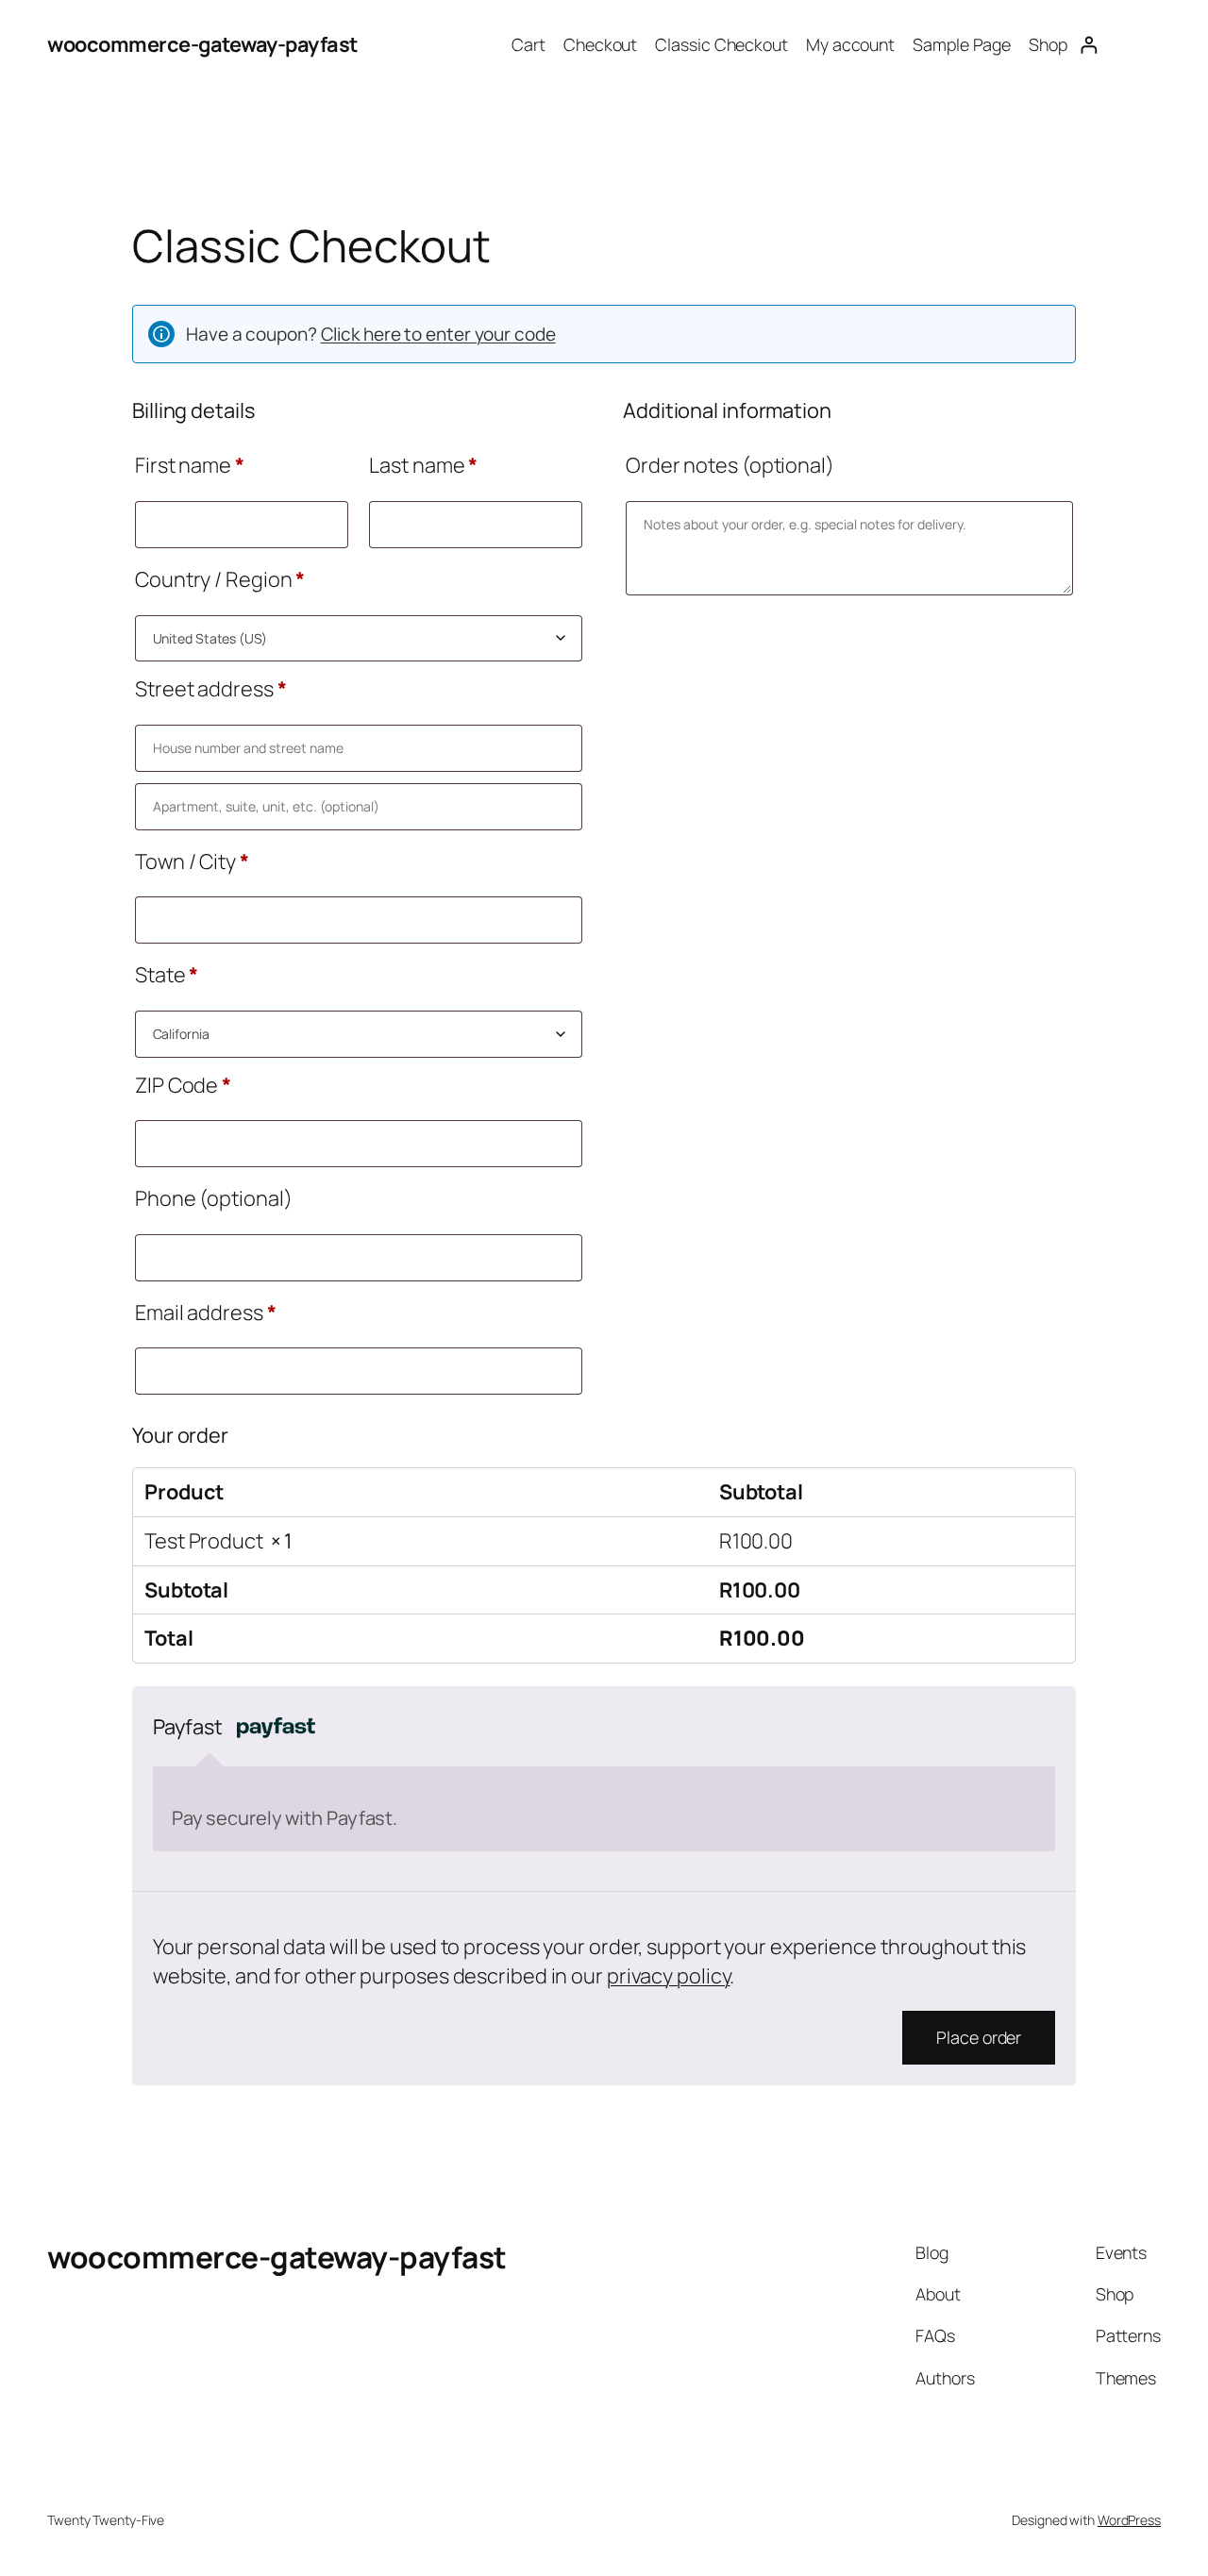 woocommerce-gateway-payfast
Cart Checkout Classic Checkout My account Sample Page Shop
Classic Checkout
Have a coupon? Click here to enter your code
Billing details
First name *
Last name *
Country / Region *
United States (US)
Street address *
House number and street name
Apartment, suite, unit, etc. (optional)
Town / City *
State *
California
ZIP Code *
Phone (optional)
Email address *
Additional information
Order notes (optional)
Notes about your order, e.g. special notes for delivery.
Your order
Product Subtotal
Test Product × 1 R100.00
Subtotal R100.00
Total R100.00
Payfast payfast
Pay securely with Payfast.
Your personal data will be used to process your order, support your experience throughout this
website, and for other purposes described in our privacy policy.
Place order
woocommerce-gateway-payfast
Blog
About
FAQs
Authors
Events
Shop
Patterns
Themes
Twenty Twenty-Five
Designed with WordPress